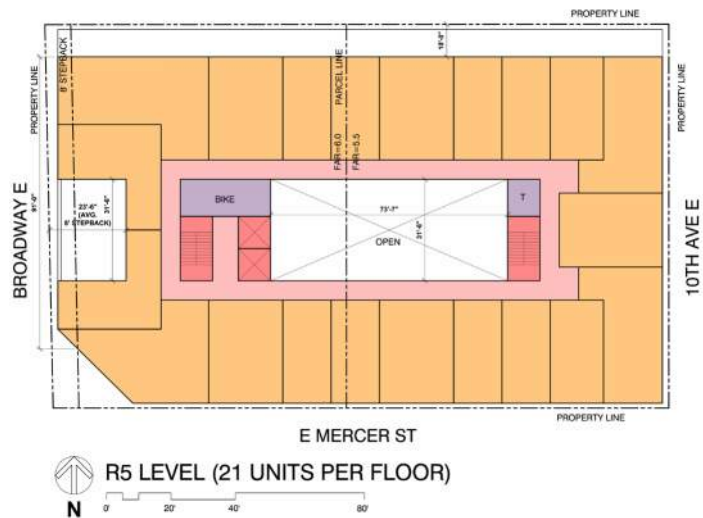 PROPERTY LINE
18'-0"
8' STEPBACK
PROPERTY LINE
PARCEL LINE
PROPERTY LINE
FAR=6.0
FAR=5.5
BROADWAY E
91'-0"
23'-6"
(AVG.
6' STEPBACK)
31'-6"
BIKE
73'-7"
T
OPEN
31'-6"
10TH AVE E
PROPERTY LINE
E MERCER ST
R5 LEVEL (21 UNITS PER FLOOR)
N
0'
20'
40'
80'